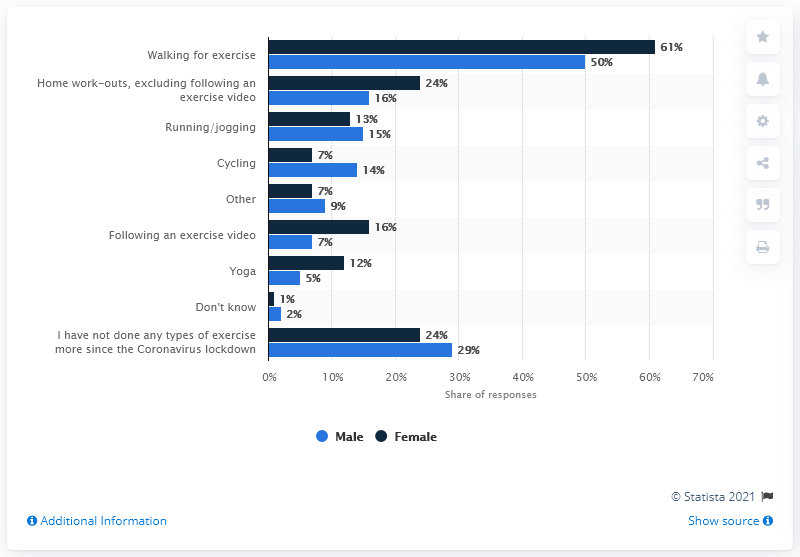 Walking for exercise
61%
50%
Home work-outs, excluding following an
exercise video
24%
16%
Running/jogging
13%
15%
Cycling
7%
14%
Other
7%
9%
Following an exercise video
16%
7%
Yoga
12%
5%
Don't know
1%
2%
I have not done any types of exercise
more since the Coronavirus lockdown
24%
29%
0% 10% 20% 30% 40% 50% 60% 70%
Share of responses
Male Female
© Statista 2021
Additional Information Show source